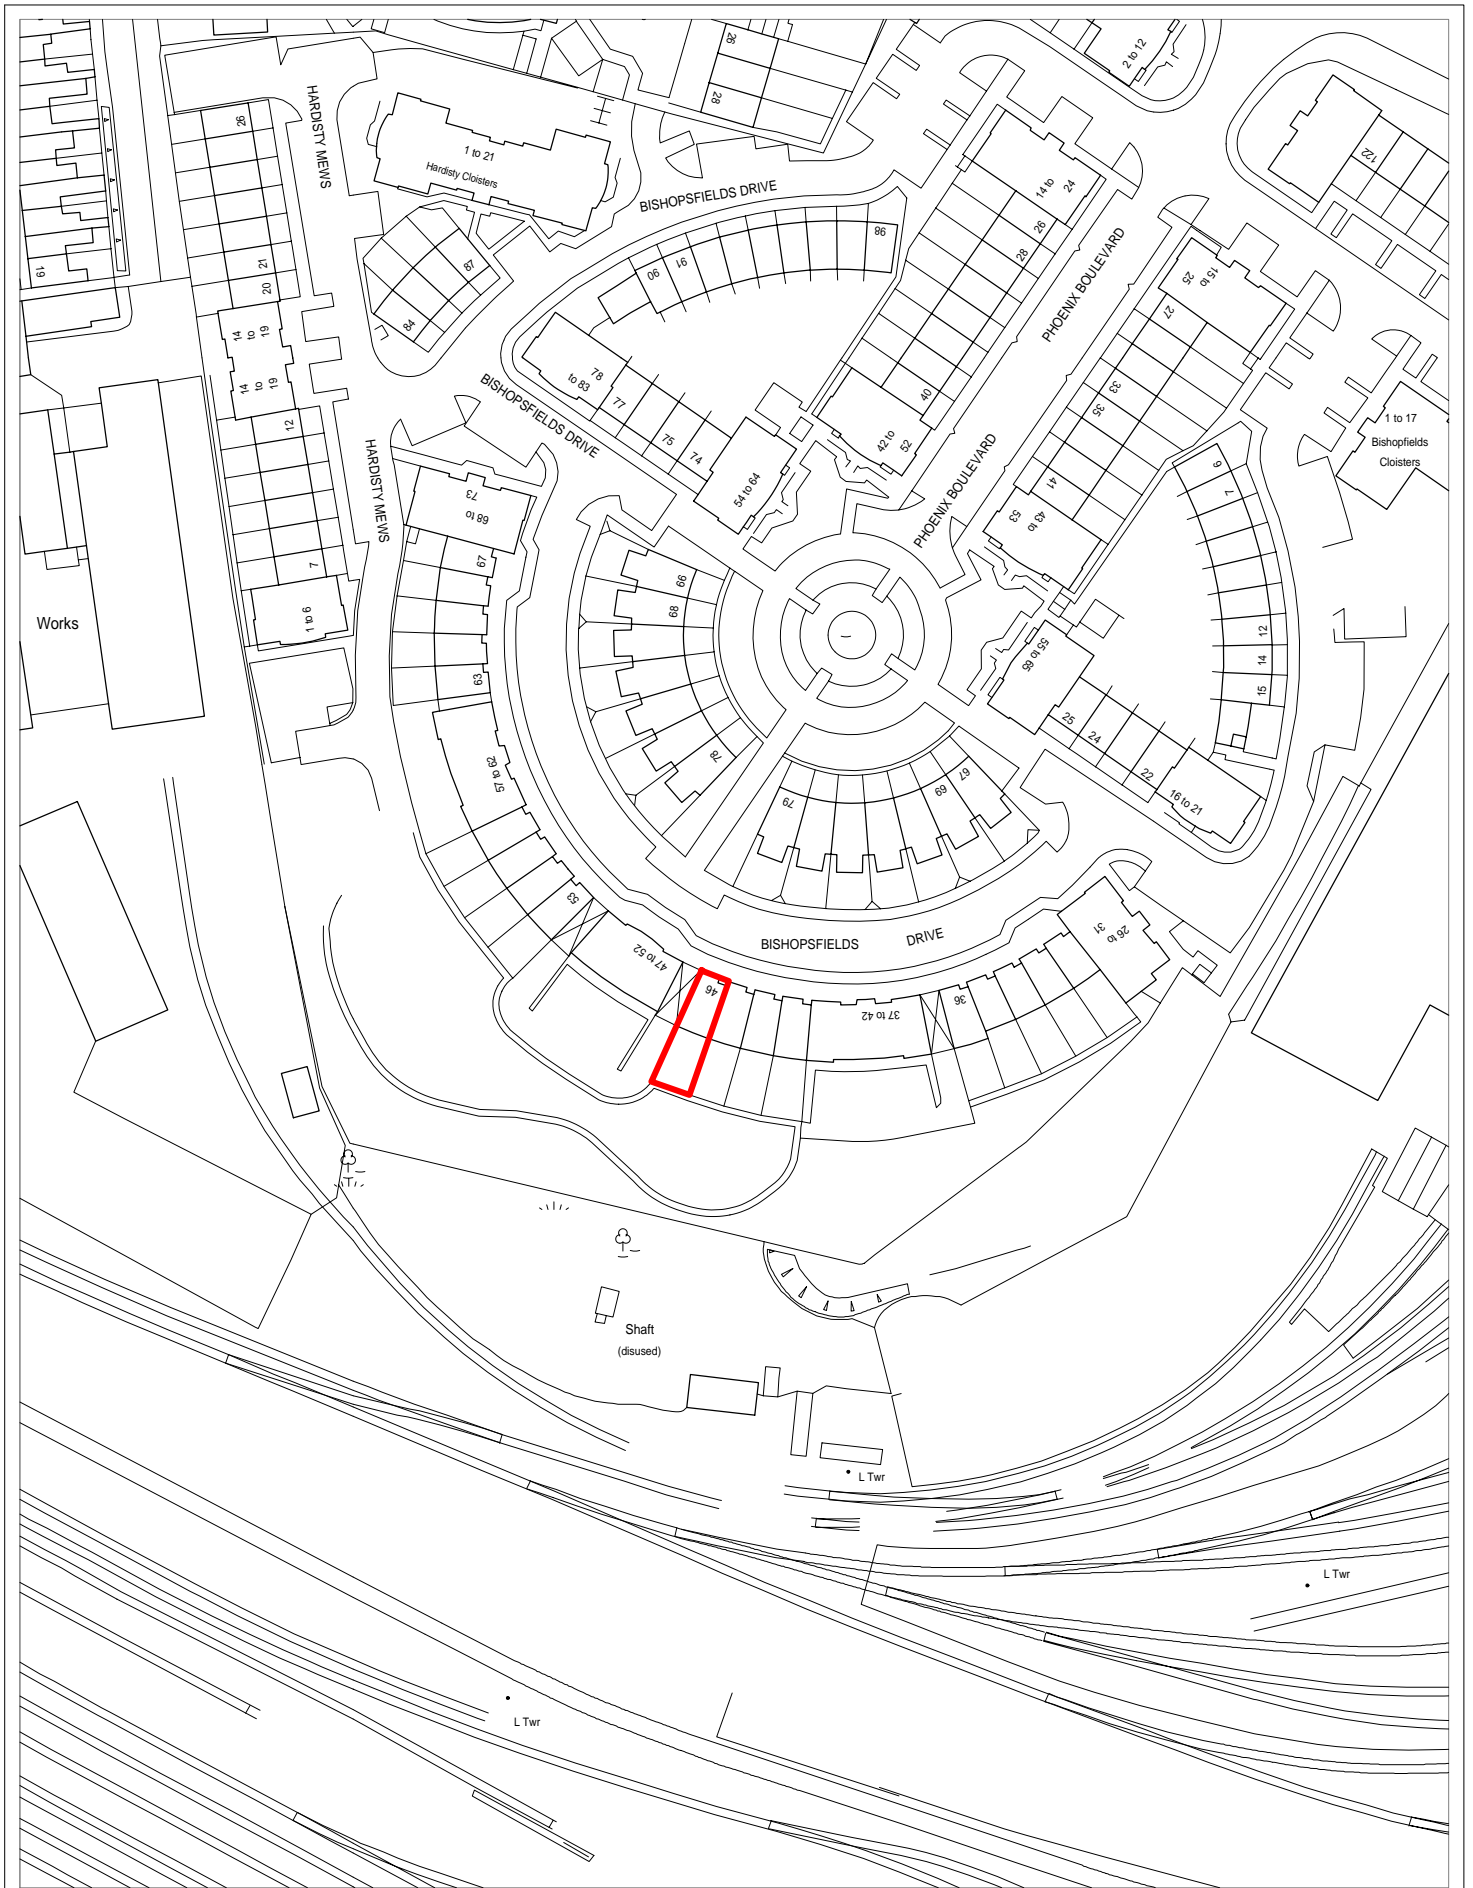 26
28
2 to 12
HARDISTY MEWS
26
1 to 21
Hardisty Cloisters
BISHOPSFIELDS DRIVE
14 to
24
122
26
28
PHOENIX BOULEVARD
15 to
25
19
21
20
87
84
90
91
98
27
14
to
19
14
to
19
78
to 83
77
75
74
BISHOPSFIELDS DRIVE
40
42 to
52
33
35
1 to 17
Bishopfields
Cloisters
12
HARDISTY MEWS
68 to
73
54 to 64
PHOENIX BOULEVARD
41
43 to
53
6
7
7
67
66
68
Works
1 to 6
63
55 to 65
12
14
15
25
24
22
16 to 21
57 to 62
78
79
69
67
53
47 to 52
BISHOPSFIELDS
DRIVE
26 to
31
46
37 to 42
36
Shaft
(disused)
L Twr
L Twr
L Twr